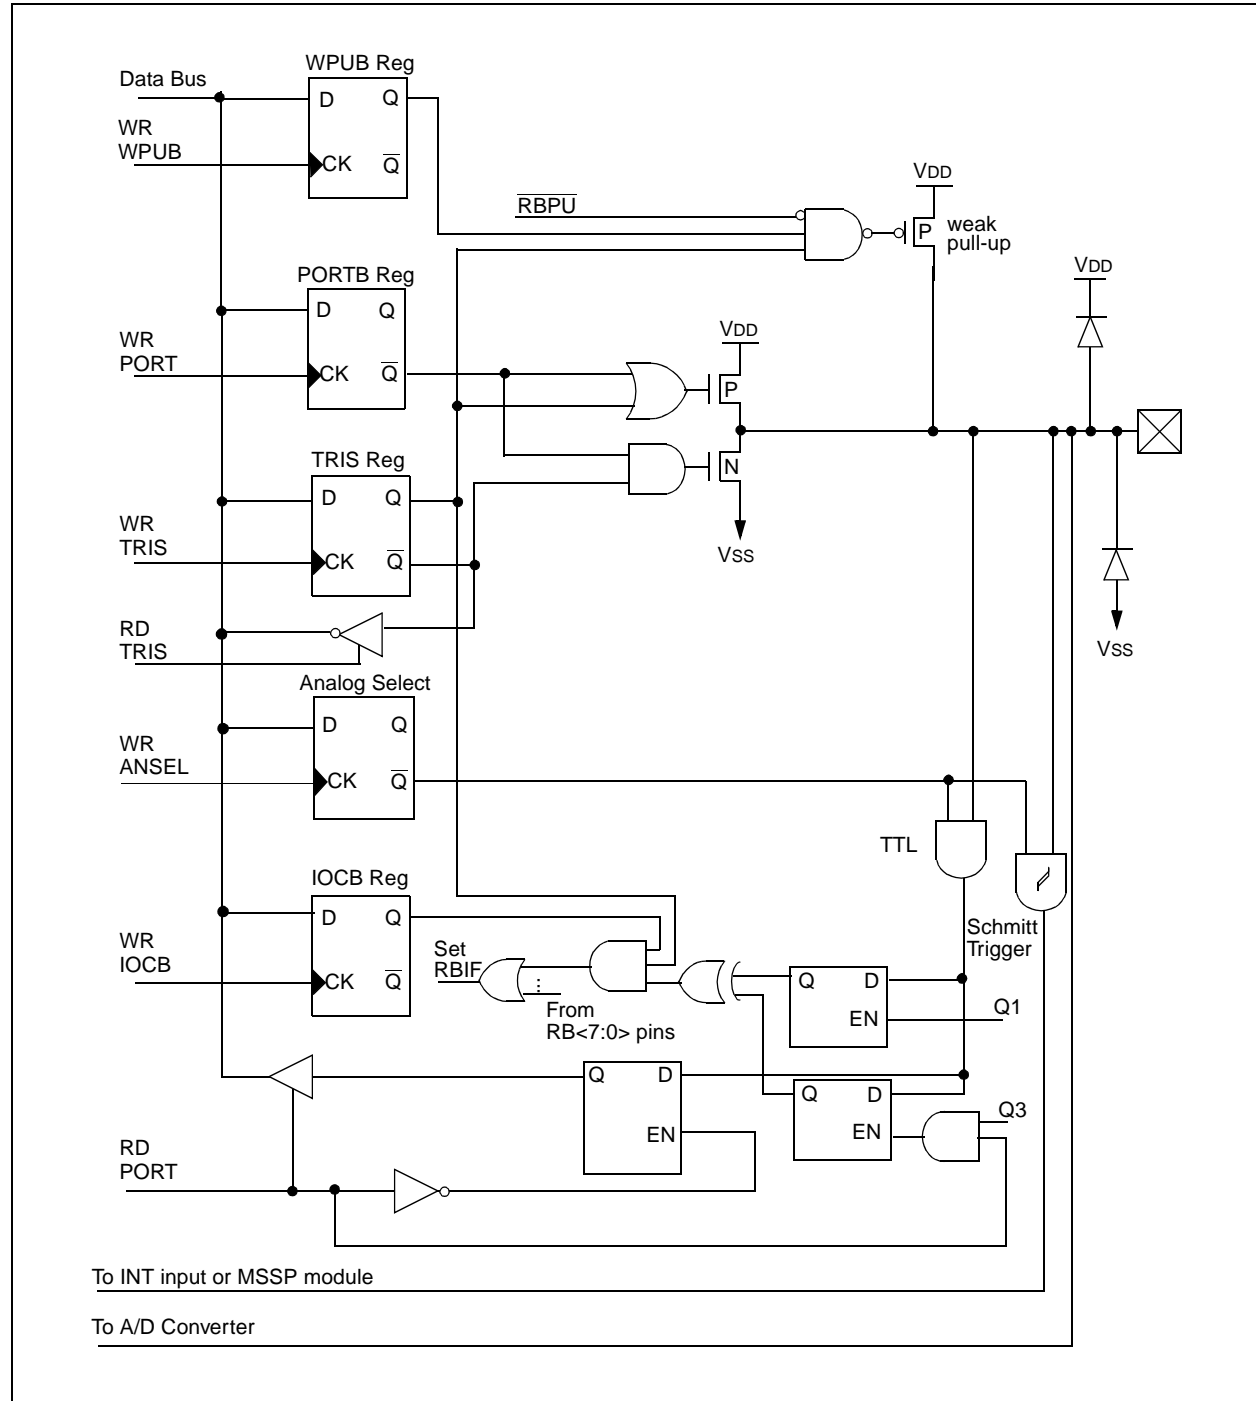 WPUB Reg
Data Bus
D
Q
WR
WPUB
CK
Q
RBPU
VDD
P
weak
pull-up
VDD
PORTB Reg
D
Q
WR
PORT
CK
Q
VDD
P
TRIS Reg
D
Q
N
WR
TRIS
CK
Q
VSS
RD
TRIS
VSS
Analog Select
D
Q
WR
ANSEL
CK
Q
TTL
IOCB Reg
D
Q
WR
IOCB
CK
Q
Set
RBIF
Schmitt
Trigger
From
RB<7:0> pins
Q
D
EN
Q1
Q
D
EN
Q
D
EN
Q3
RD
PORT
To INT input or MSSP module
To A/D Converter